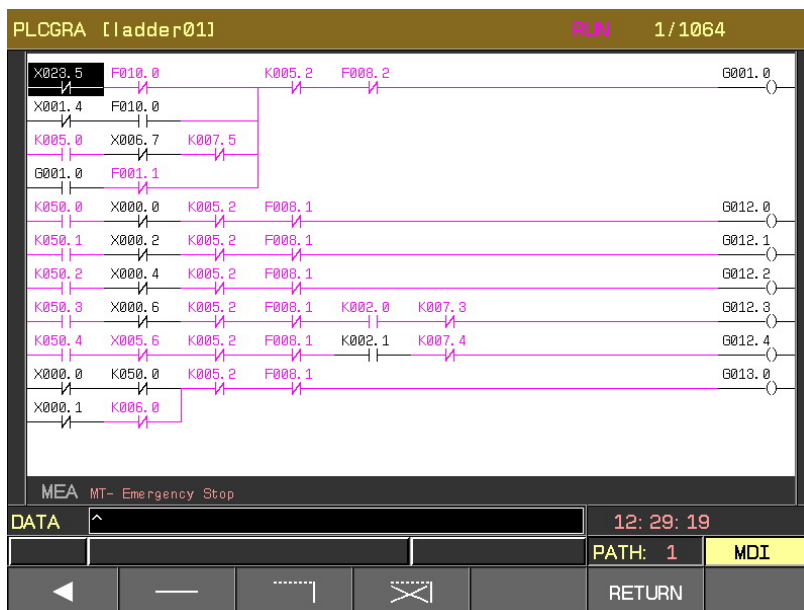 PLCGRA [ladder01] RUN 1/1064
X023.5 F010.0 K005.2 F008.2 G001.0
X001.4 F010.0
K005.0 X006.7 K007.5
G001.0 F001.1
K050.0 X000.0 K005.2 F008.1 G012.0
K050.1 X000.2 K005.2 F008.1 G012.1
K050.2 X000.4 K005.2 F008.1 G012.2
K050.3 X000.6 K005.2 F008.1 K002.0 K007.3 G012.3
K050.4 X005.6 K005.2 F008.1 K002.1 K007.4 G012.4
X000.0 K050.0 K005.2 F008.1 G013.0
X000.1 K006.0
MEA MT- Emergency Stop
DATA ^ 12:29:19
PATH: 1 MDI
RETURN